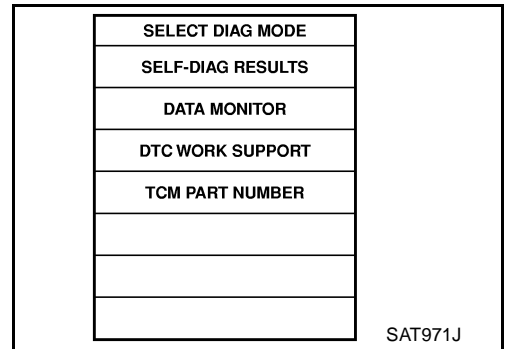 SELECT DIAG MODE
SELF-DIAG RESULTS
DATA MONITOR
DTC WORK SUPPORT
TCM PART NUMBER
SAT971J